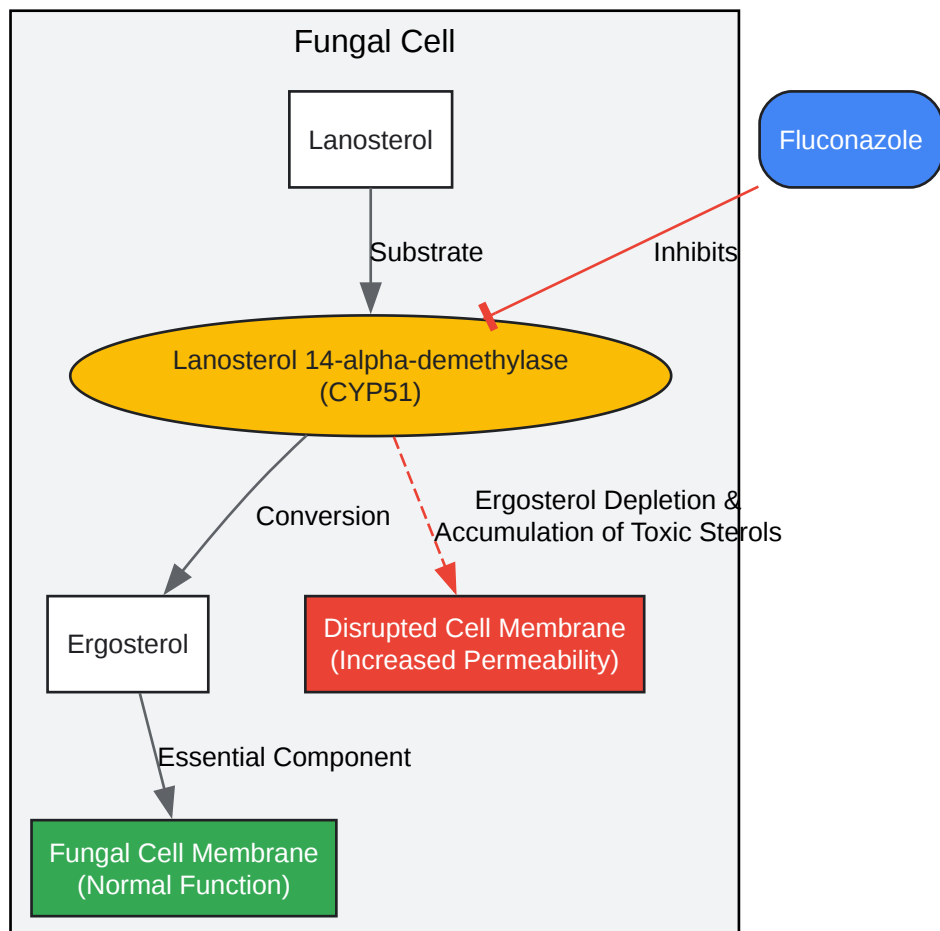 Fungal Cell
Lanosterol
Fluconazole
Substrate
Inhibits
Lanosterol 14-alpha-demethylase
(CYP51)
Conversion
Ergosterol Depletion &
Accumulation of Toxic Sterols
Ergosterol
Disrupted Cell Membrane
(Increased Permeability)
Essential Component
Fungal Cell Membrane
(Normal Function)